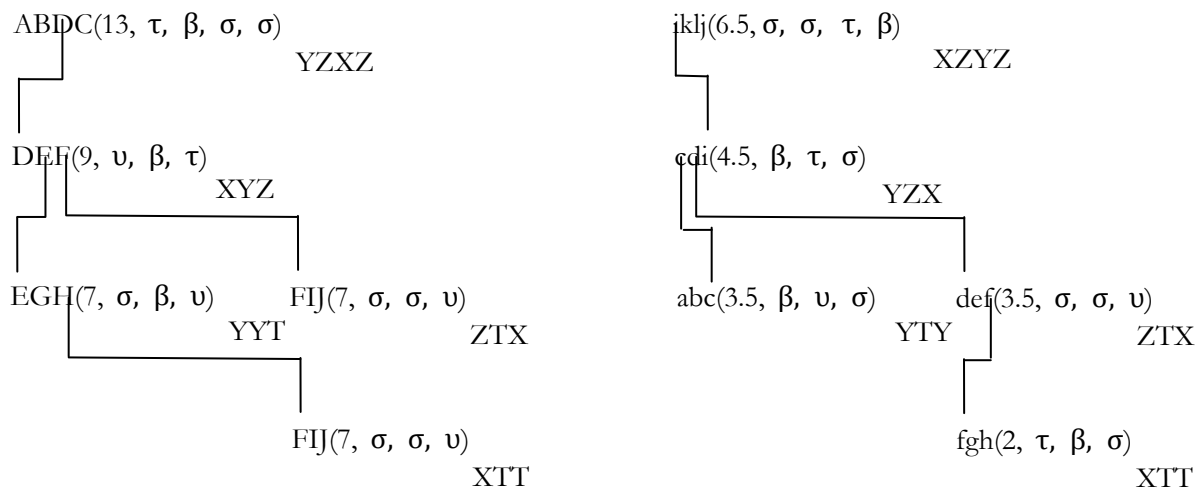 ABDC(13, τ, β, σ, σ)
YZXZ
DEF(9, υ, β, τ)
XYZ
EGH(7, σ, β, υ)
YYT
FIJ(7, σ, σ, υ)
ZTX
FIJ(7, σ, σ, υ)
XTT
iklj(6.5, σ, σ, τ, β)
XZYZ
cdi(4.5, β, τ, σ)
YZX
abc(3.5, β, υ, σ)
YTY
def(3.5, σ, σ, υ)
ZTX
fgh(2, τ, β, σ)
XTT